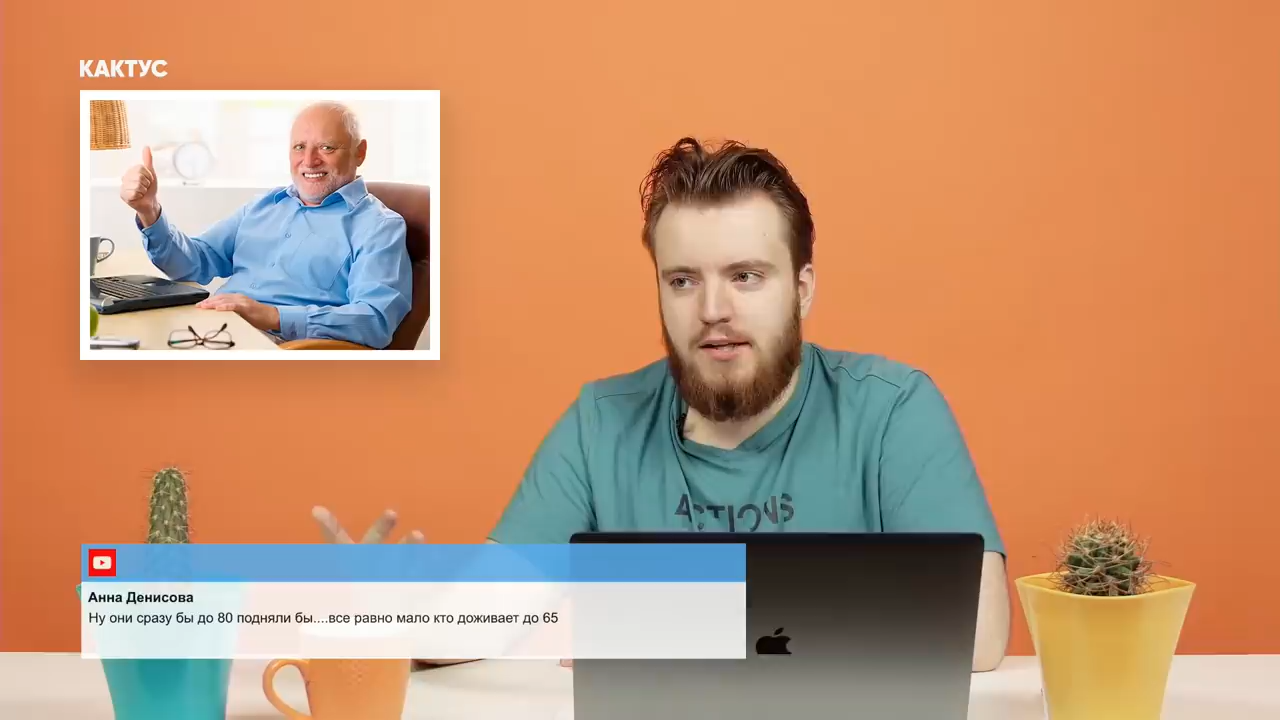 КАКТУС
ACTIONS
Анна Денисова
Ну они сразу бы до 80 подняли бы....все равно мало кто доживает до 65